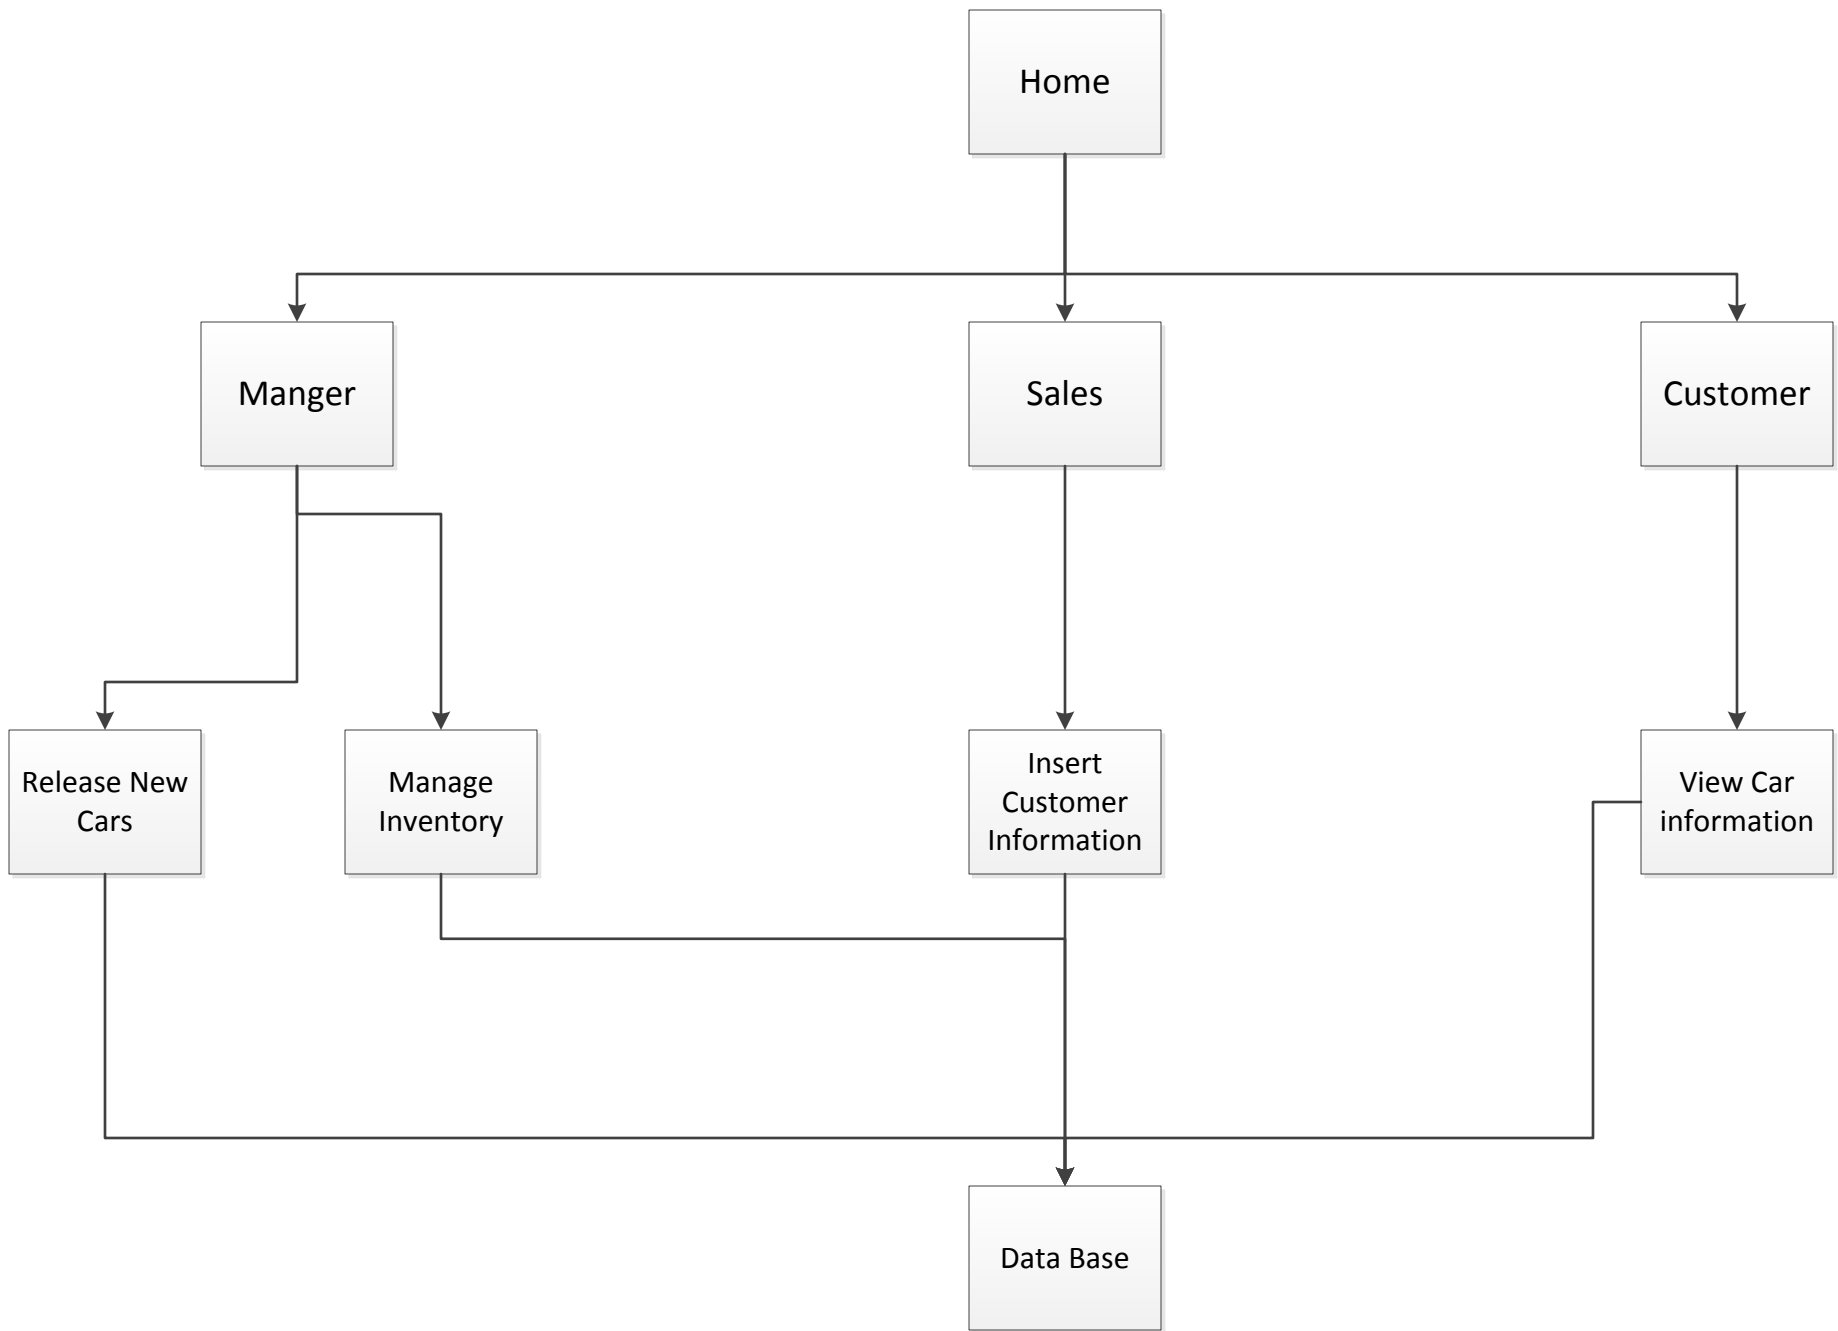 Home
Manger
Sales
Customer
Release New
Cars
Manage
Inventory
Insert
Customer
Information
View Car
information
Data Base